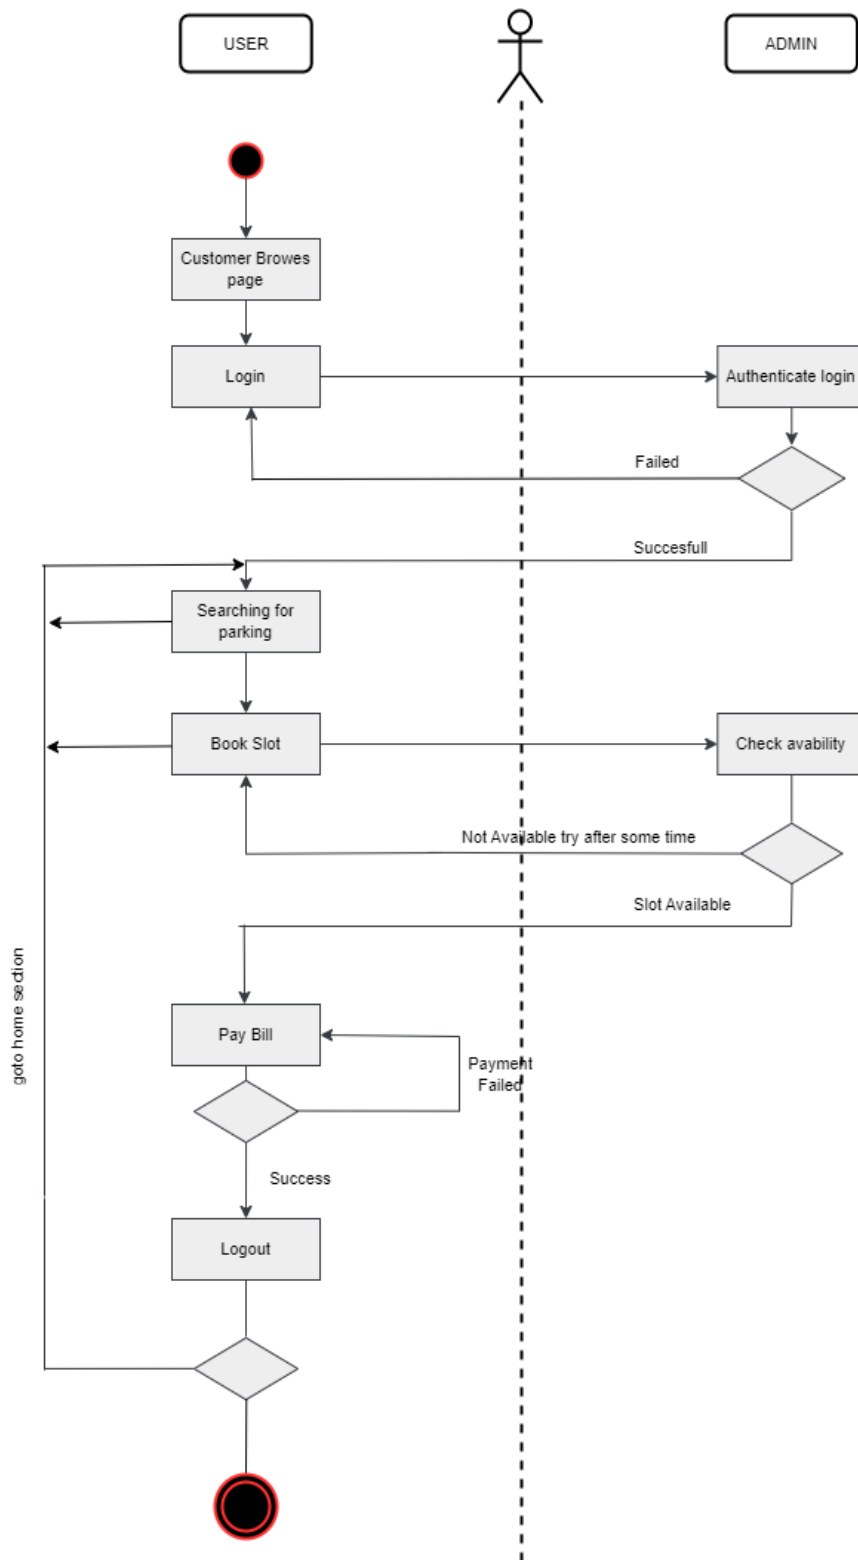 USER
ADMIN
Customer Browes
page
Login
Authenticate login
Failed
Succesfull
Searching for
parking
Book Slot
Check avability
Not Available try after some time
Slot Available
goto home section
Pay Bill
Payment
Failed
Success
Logout